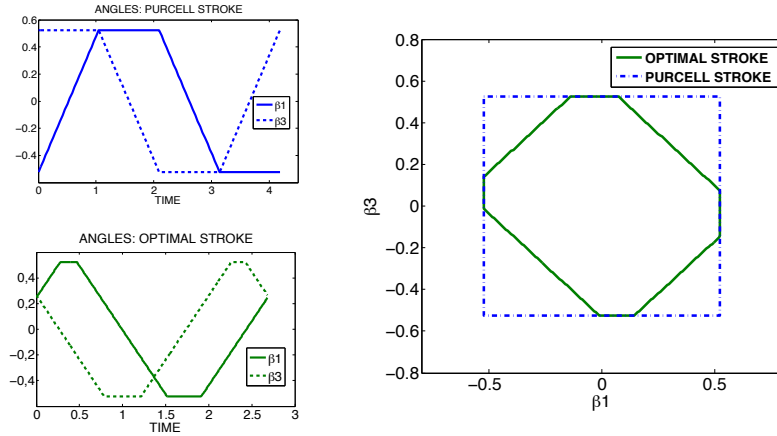 ANGLES: PURCELL STROKE
0.6
0.4
0.2
0
−0.2
−0.4
0
1
2
3
4
TIME
β1
β3
ANGLES: OPTIMAL STROKE
0.4
0.2
0
−0,2
−0,4
0
0.5
1
1.5
2
2.5
3
TIME
β1
β3
0.8
0.6
0.4
0.2
0
−0.2
−0.4
−0.6
−0.8
−0.5
0
0.5
β1
β3
OPTIMAL STROKE
PURCELL STROKE